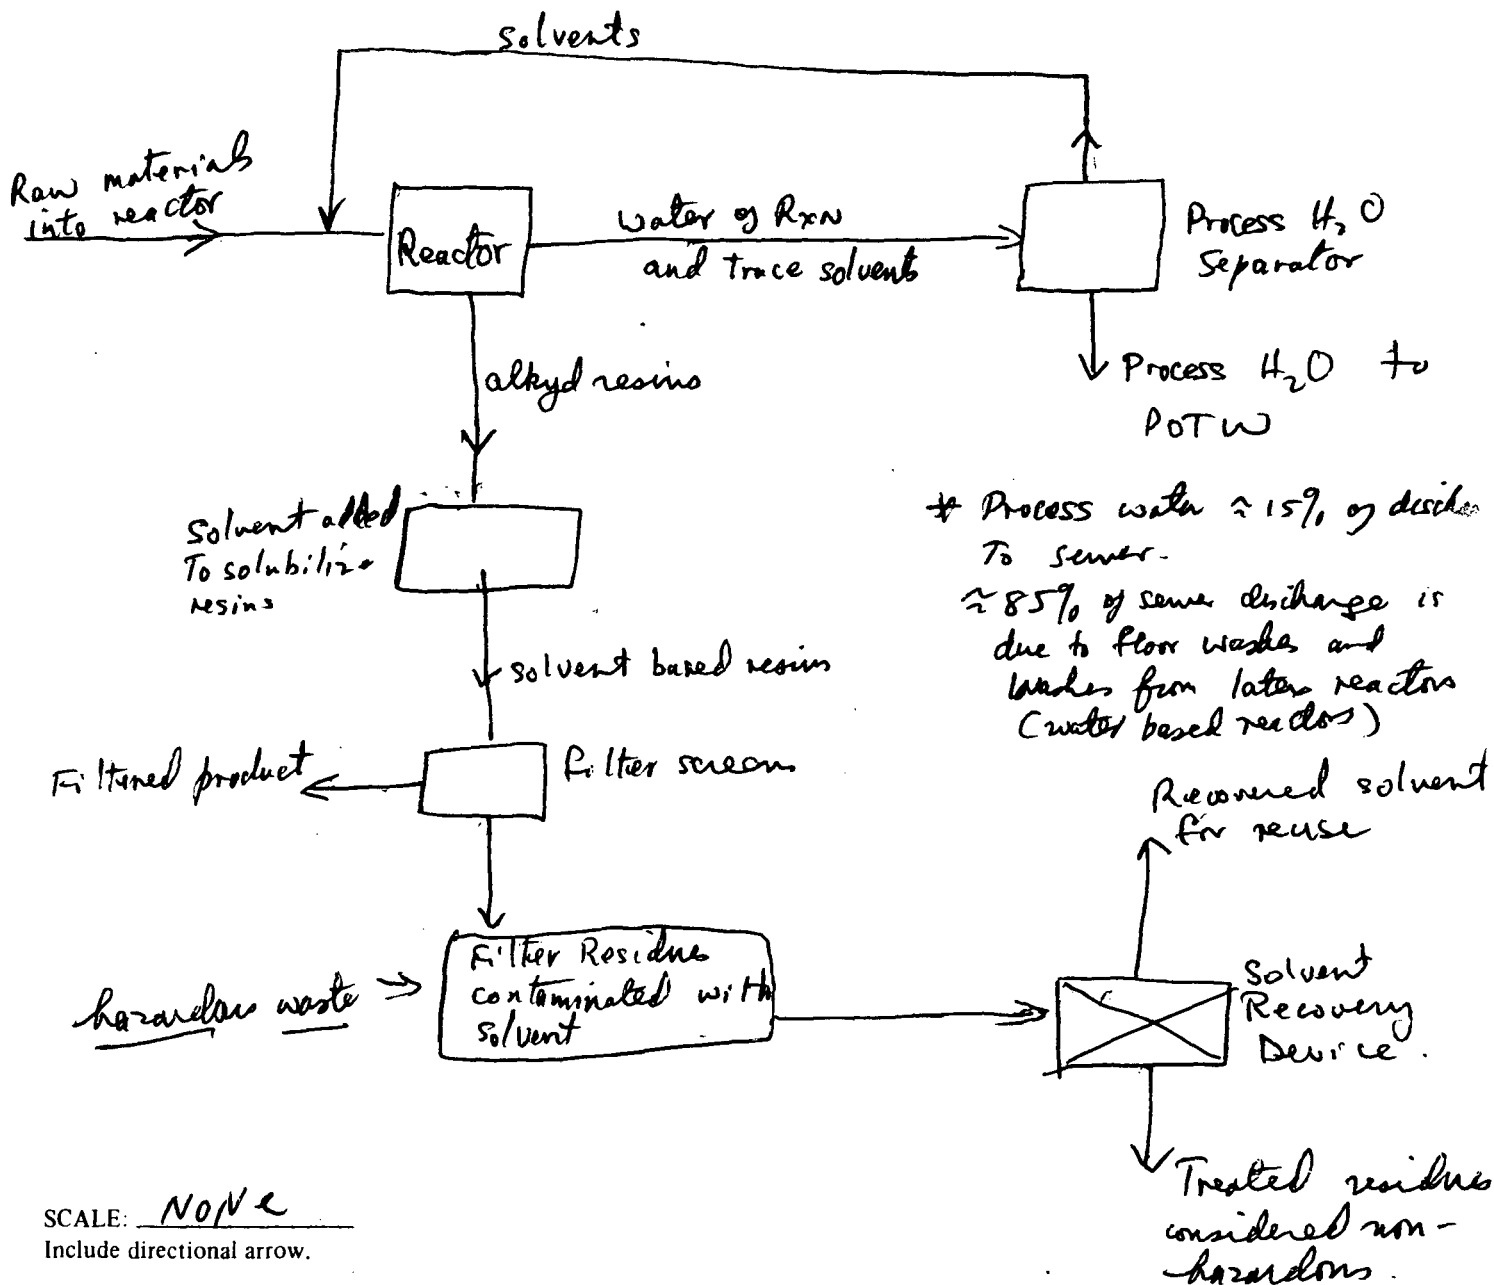 solvents
Raw materials
into reactor
Reactor
water of RxN
and trace solvents
Process H2O
Separator
alkyd resins
Process H2O to
POTW
Solvent added
To solubilize
resins
* Process water ≈ 15% of
To sewer.
≈ 85% of sewer discharge is
due to floor washes and
washes from latex reactors
(water based reactors)
solvent based resins
Filtered product
Filter screens
Recovered solvent
for reuse
hazardous waste
Filter Residues
contaminated with
solvent
Solvent
Recovery
Device.
Treated residues
considered non-
hazardous.
SCALE: NONe
Include directional arrow.